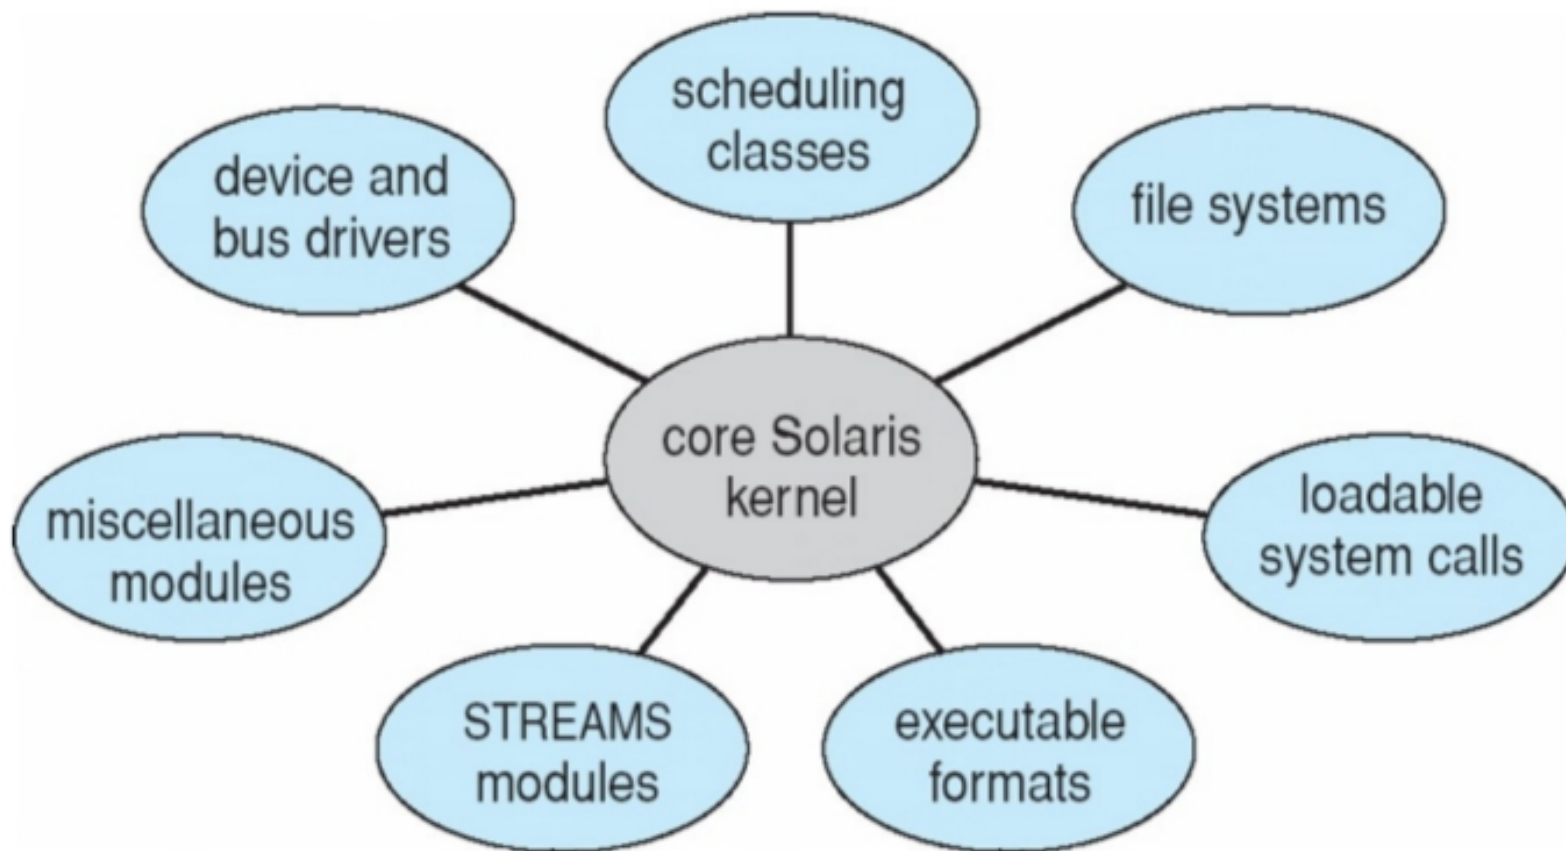 scheduling
classes
device and
bus drivers
file systems
core Solaris
kernel
miscellaneous
modules
loadable
system calls
STREAMS
modules
executable
formats